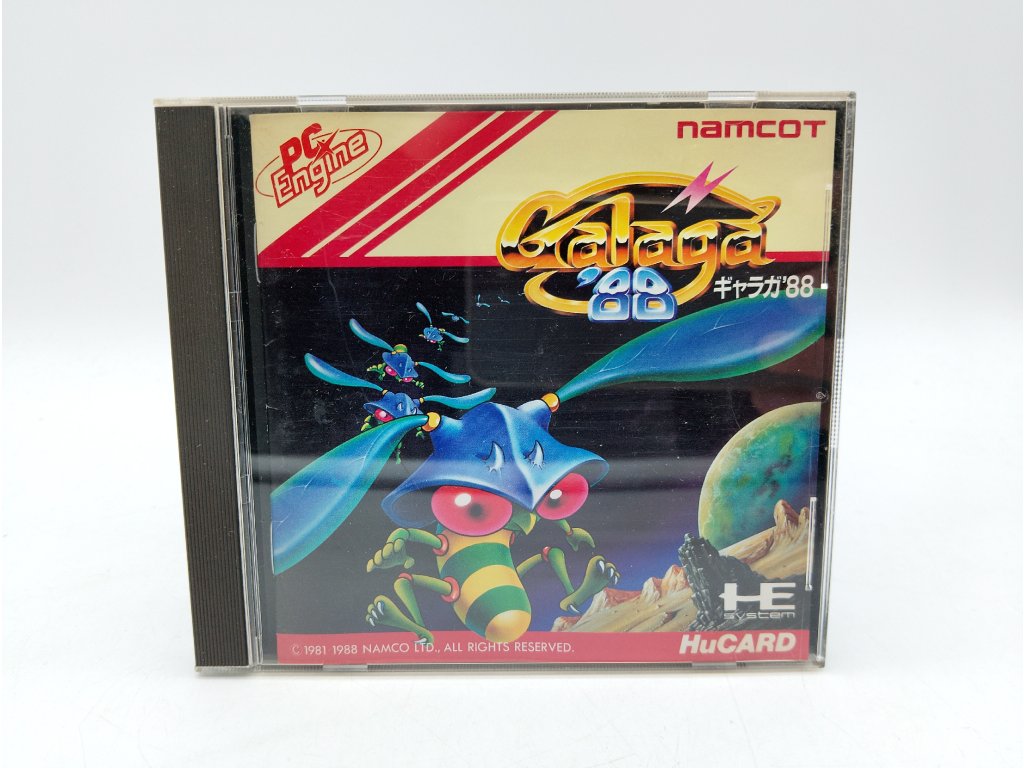 PC Engine
namcoT
Galaga
'88
ギャラガ'88
HE
system
© 1981 1988 NAMCO LTD., ALL RIGHTS RESERVED.
HuCARD